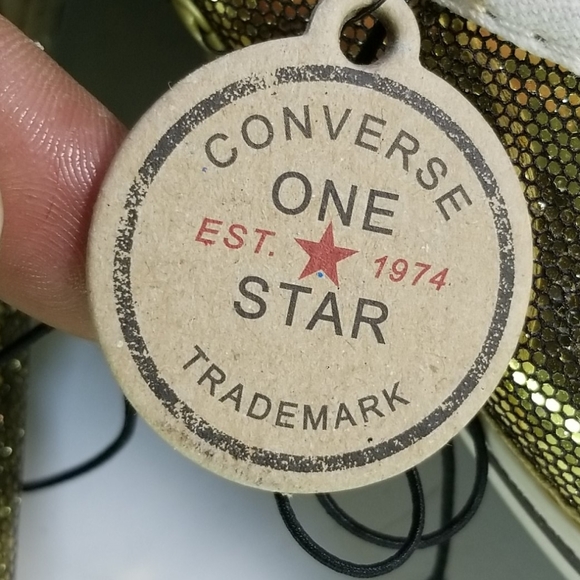 CONVERSE
ONE
EST. 1974
STAR
TRADEMARK